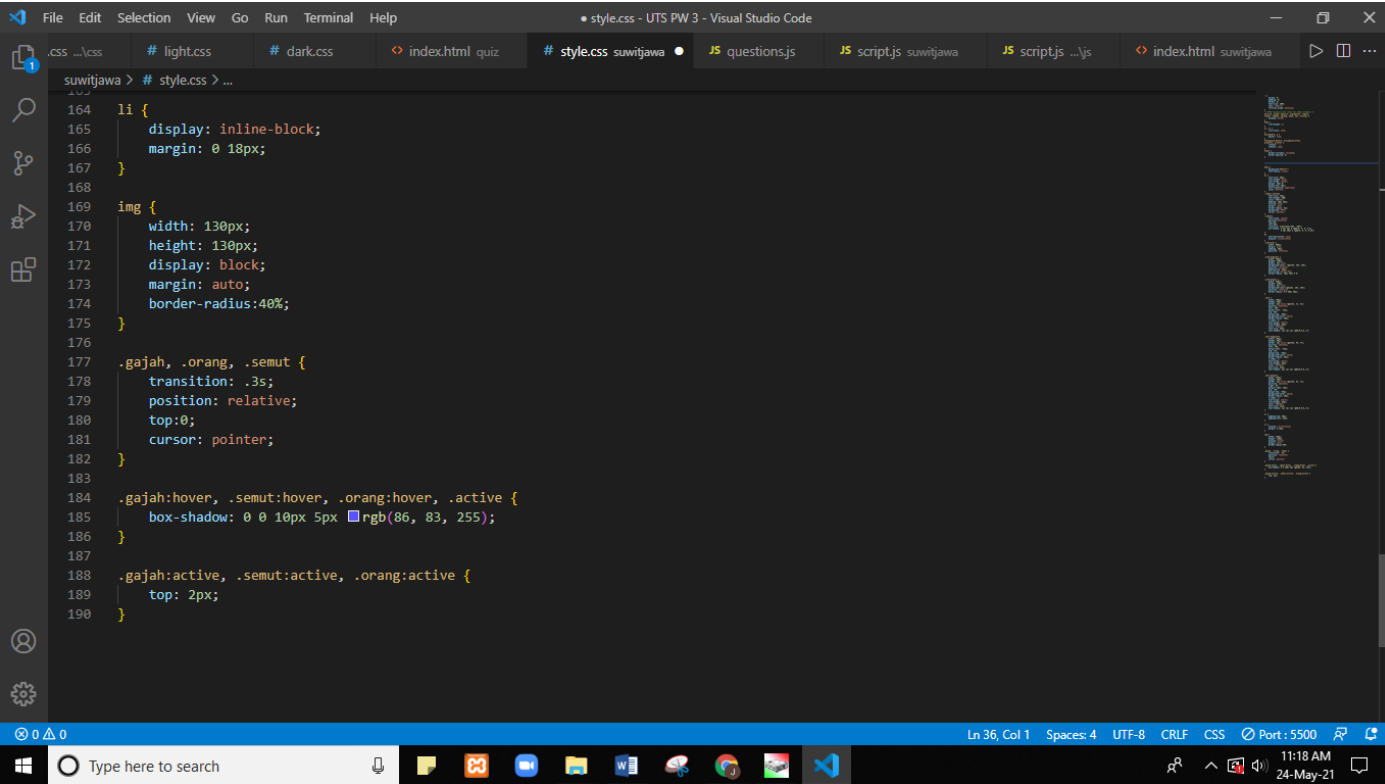 File Edit Selection View Go Run Terminal Help ● style.css - UTS PW 3 - Visual Studio Code
.css ...\css # light.css # dark.css <> index.html quiz # style.css suwitjawa ● JS questions.js JS script.js suwitjawa JS script.js ...\js <> index.html suwitjawa
suwitjawa > # style.css > ...
163
164 li {
165 display: inline-block;
166 margin: 0 18px;
167 }
168
169 img {
170 width: 130px;
171 height: 130px;
172 display: block;
173 margin: auto;
174 border-radius:40%;
175 }
176
177 .gajah, .orang, .semut {
178 transition: .3s;
179 position: relative;
180 top:0;
181 cursor: pointer;
182 }
183
184 .gajah:hover, .semut:hover, .orang:hover, .active {
185 box-shadow: 0 0 10px 5px rgb(86, 83, 255);
186 }
187
188 .gajah:active, .semut:active, .orang:active {
189 top: 2px;
190 }
1
0 0 Ln 36, Col 1 Spaces: 4 UTF-8 CRLF CSS Port : 5500
Type here to search
11:18 AM
24-May-21